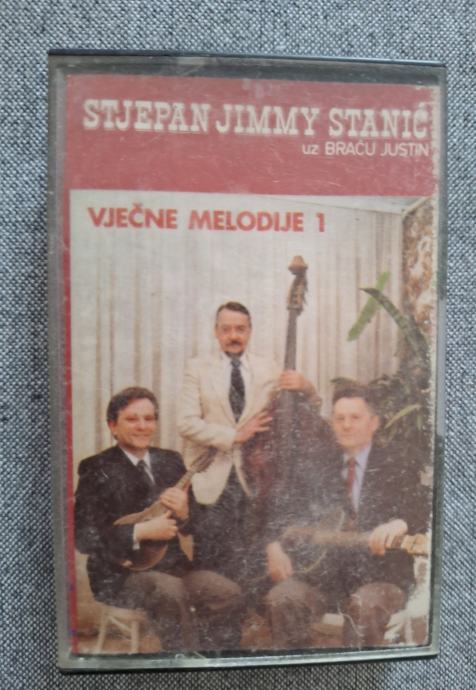 STJEPAN JIMMY STANIĆ
uz BRAĆU JUSTIN
VJEČNE MELODIJE 1